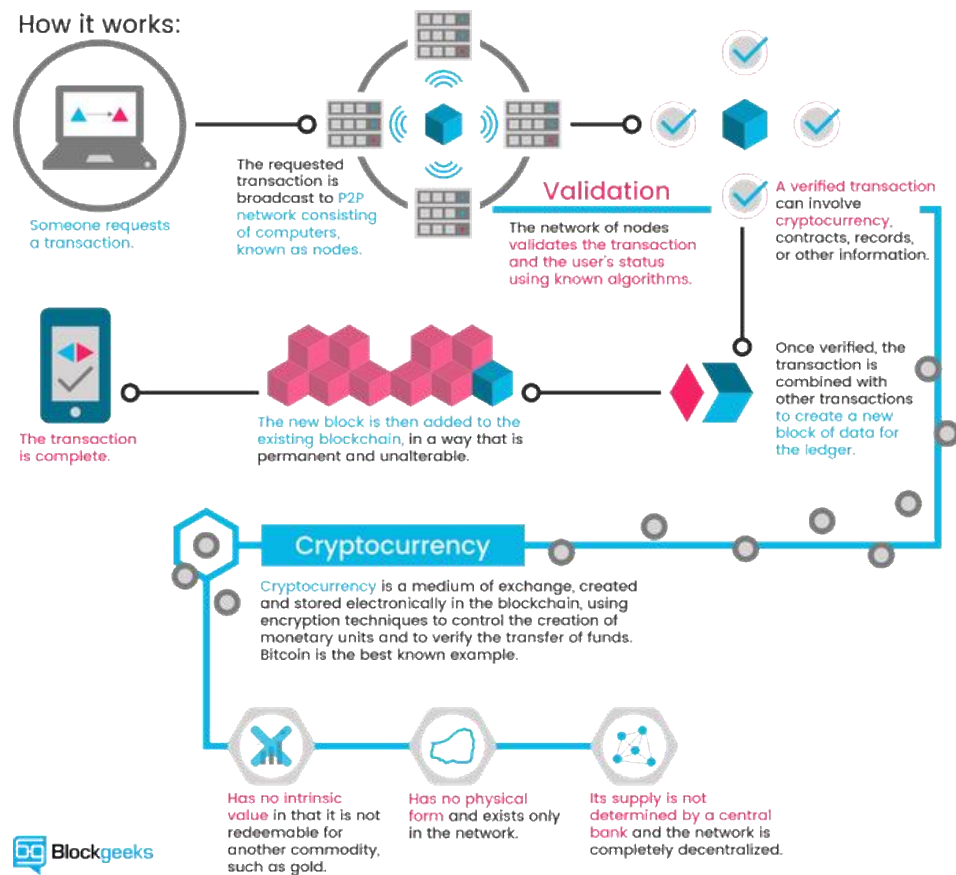 How it works:
Someone requests
a transaction.
The requested
transaction is
broadcast to P2P
network consisting
of computers,
known as nodes.
Validation
The network of nodes
validates the transaction
and the user's status
using known algorithms.
A verified transaction
can involve
cryptocurrency,
contracts, records,
or other information.
Once verified, the
transaction is
combined with
other transactions
to create a new
block of data for
the ledger.
The new block is then added to the
existing blockchain, in a way that is
permanent and unalterable.
The transaction
is complete.
Cryptocurrency
Cryptocurrency is a medium of exchange, created
and stored electronically in the blockchain, using
encryption techniques to control the creation of
monetary units and to verify the transfer of funds.
Bitcoin is the best known example.
Has no intrinsic
value in that it is not
redeemable for
another commodity,
such as gold.
Has no physical
form and exists only
in the network.
Its supply is not
determined by a central
bank and the network is
completely decentralized.
Blockgeeks